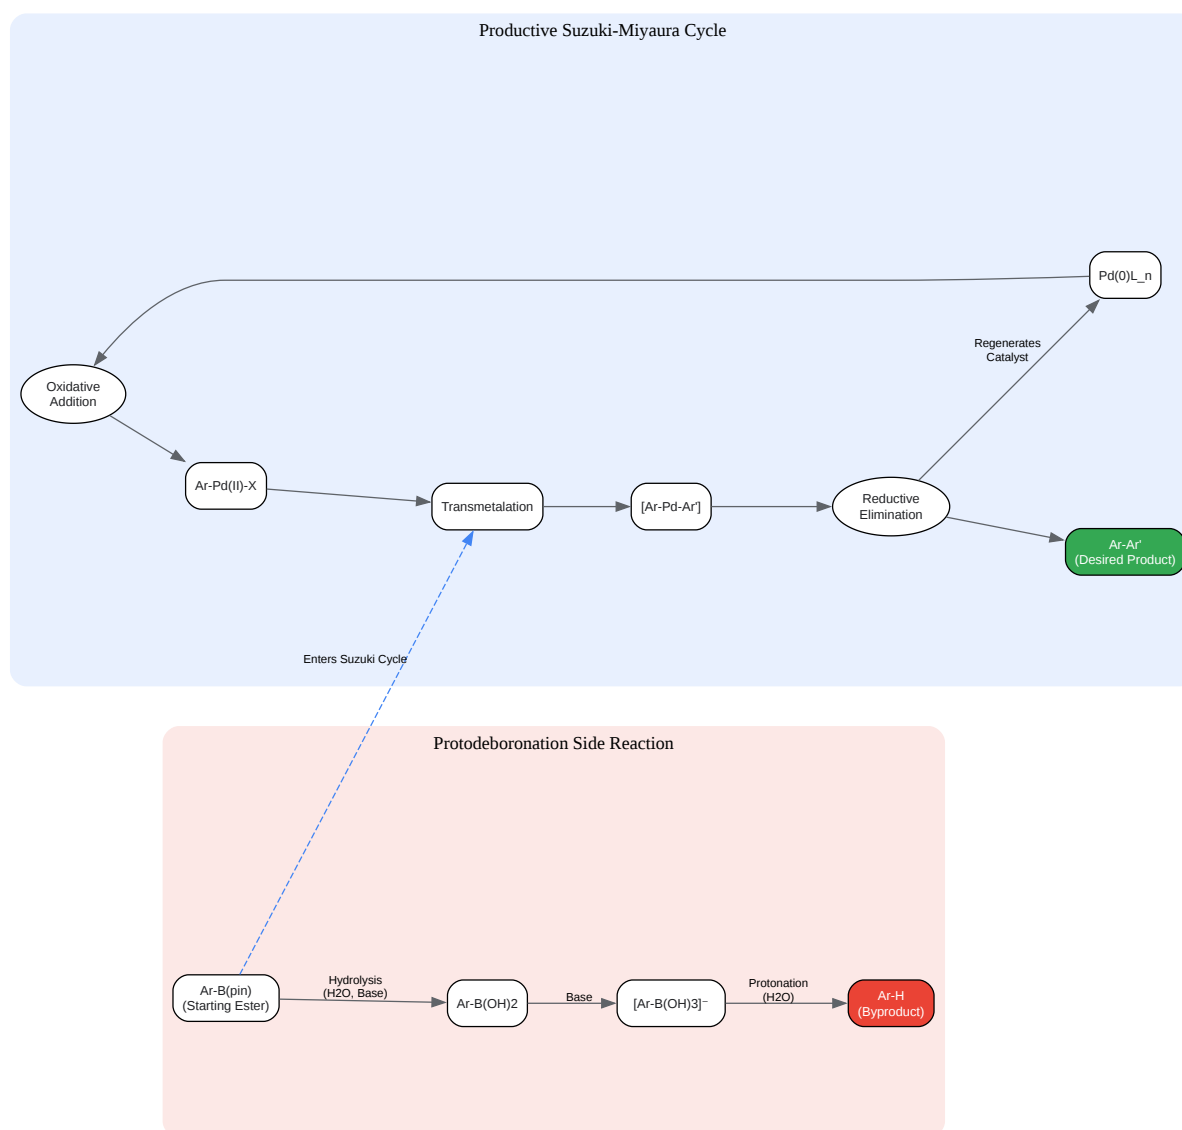 Productive Suzuki-Miyaura Cycle
Pd(0)L_n
Regenerates
Catalyst
Oxidative
Addition
Ar-Pd(II)-X
Transmetalation
[Ar-Pd-Ar']
Reductive
Elimination
Ar-Ar'
(Desired Product)
Enters Suzuki Cycle
Protodeboronation Side Reaction
Ar-B(pin)
(Starting Ester)
Hydrolysis
(H2O, Base)
Ar-B(OH)2
Base
[Ar-B(OH)3]⁻
Protonation
(H2O)
Ar-H
(Byproduct)